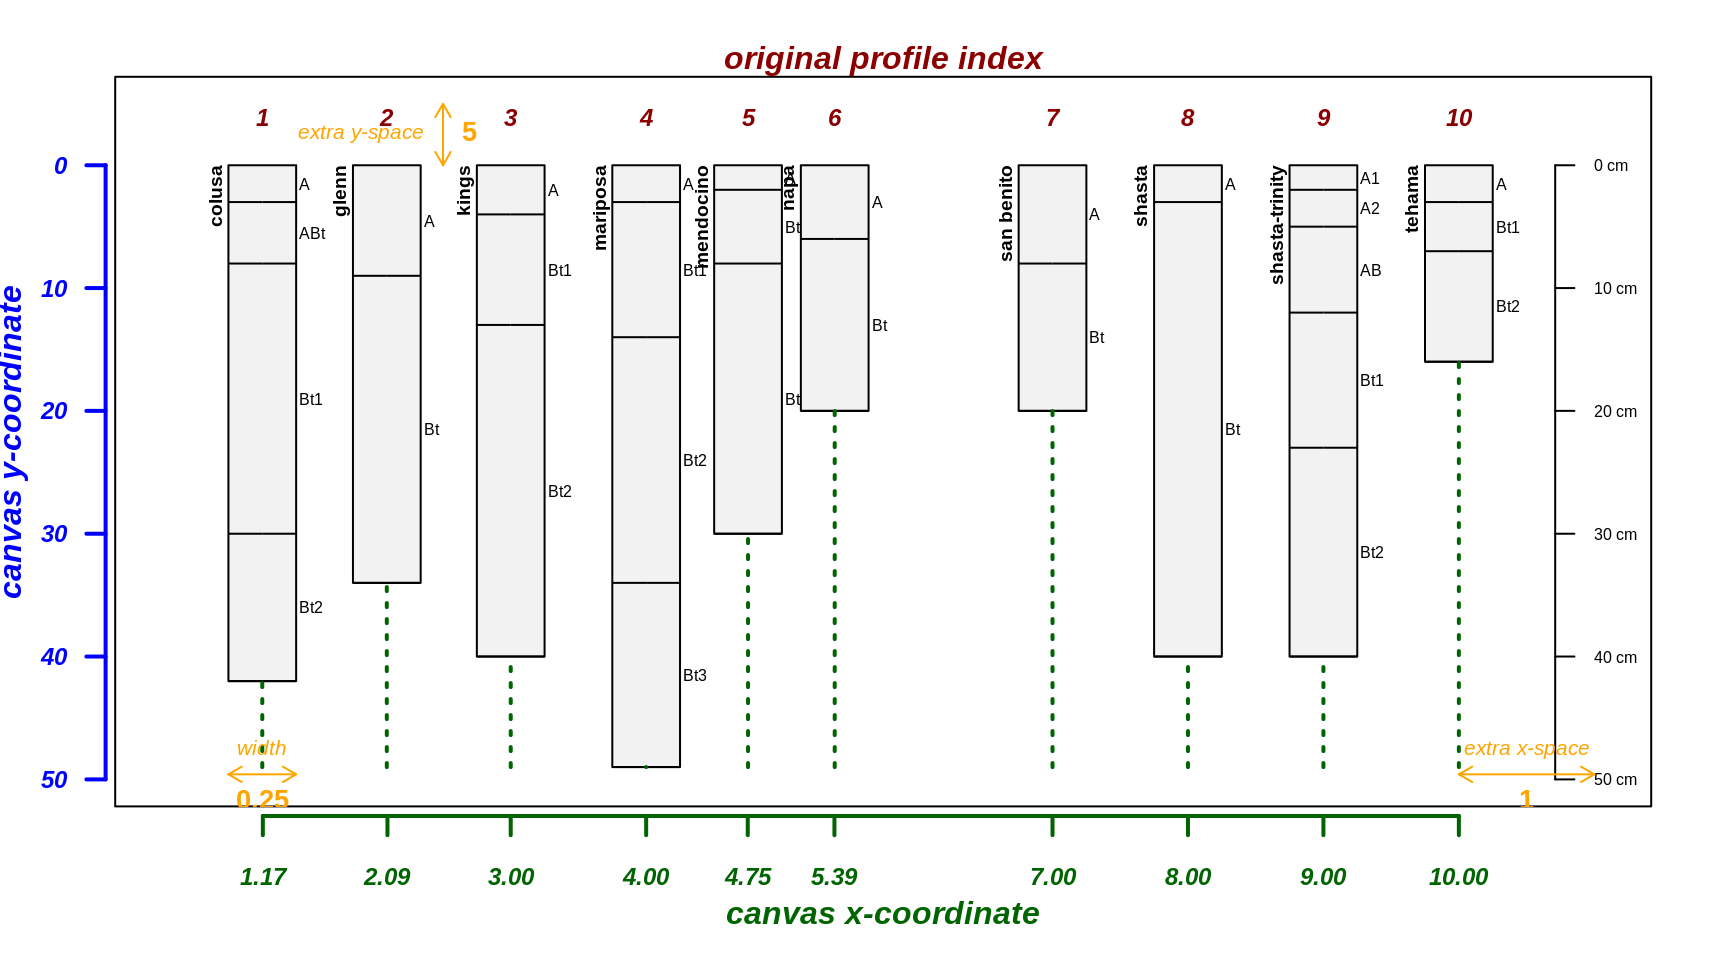 original profile index
1 2 3 4 5 6 7 8 9 10
extra y-space 5
canvas y-coordinate
0
10
20
30
40
50
colusa
A
ABt
Bt1
Bt2
glenn
A
Bt
kings
A
Bt1
Bt2
mariposa
A
Bt1
Bt2
Bt3
mendocino
Bt
Bt
napa
A
Bt
san benito
A
Bt
shasta
A
Bt
shasta-trinity
A1
A2
AB
Bt1
Bt2
tehama
A
Bt1
Bt2
0 cm
10 cm
20 cm
30 cm
40 cm
50 cm
width
0.25
extra x-space
1
1.17 2.09 3.00 4.00 4.75 5.39 7.00 8.00 9.00 10.00
canvas x-coordinate